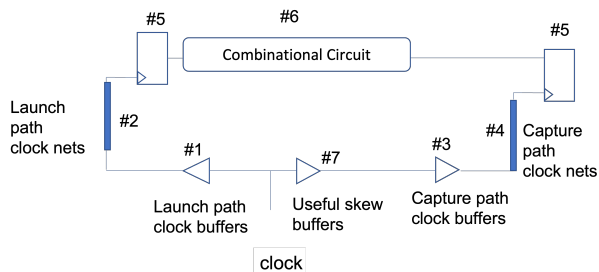 #6
#5
#5
Combinational Circuit
Launch
path
clock nets
#2
#1
#7
#3
#4
Capture
path
clock nets
Launch path
clock buffers
Useful skew
buffers
Capture path
clock buffers
clock